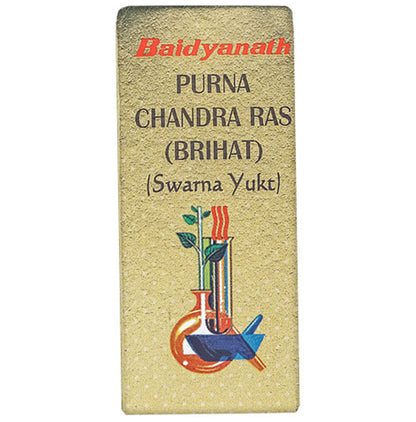 Baidyanath
PURNA
CHANDRA RAS
(BRIHAT)
(Swarna Yukt)